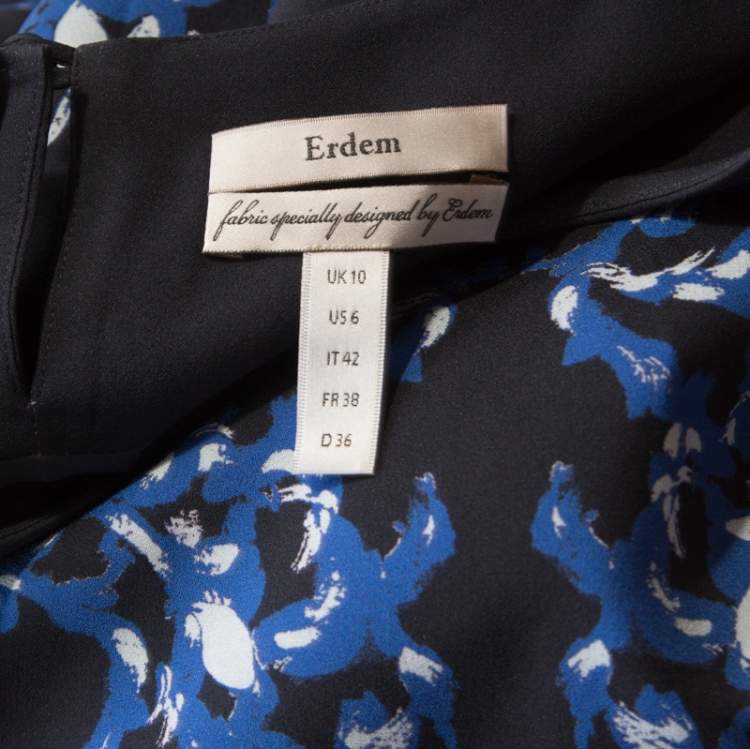 Erdem
fabric specially designed by Erdem
UK 10
US 6
IT 42
FR 38
D 36